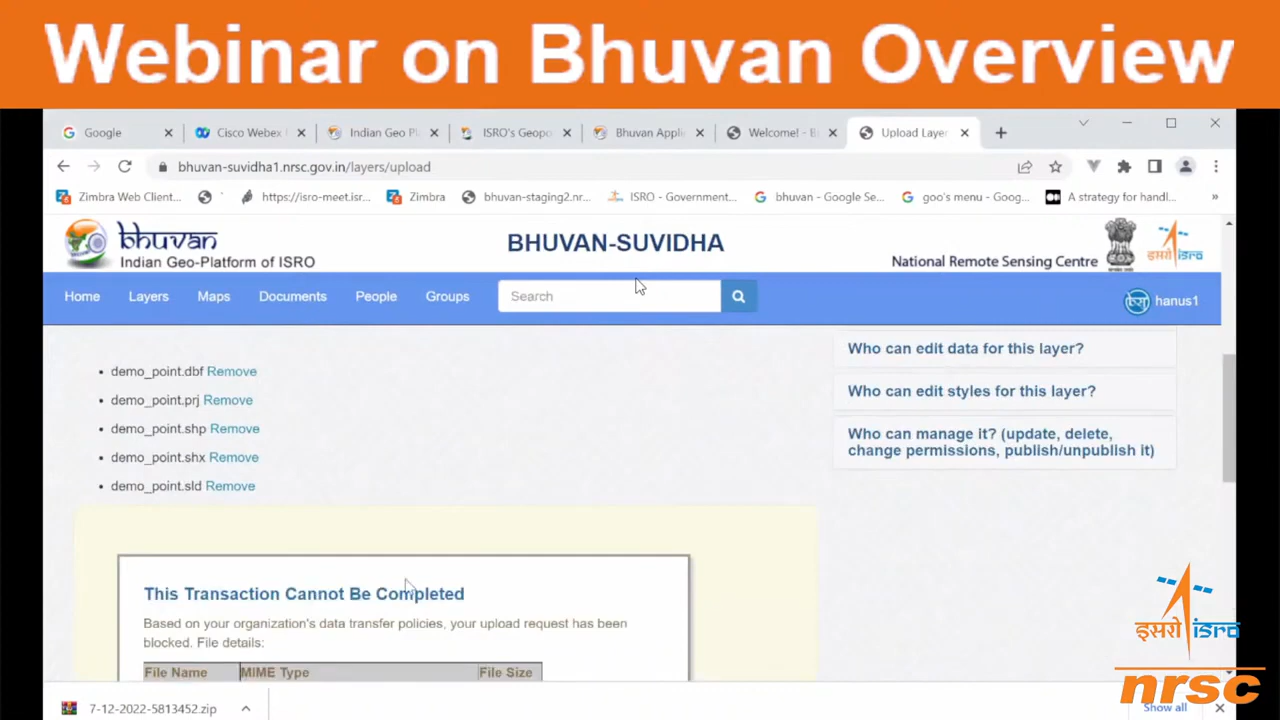 Webinar on Bhuvan Overview
Google
Cisco Webex
Indian Geo Pl
ISRO's Geopo
Bhuvan Appli
Welcome! - B
Upload Layer
bhuvan-suvidha1.nrsc.gov.in/layers/upload
Zimbra Web Client...
https://isro-meet.isr...
Zimbra
bhuvan-staging2.nr...
ISRO - Government...
bhuvan - Google Se...
goo's menu - Goog...
A strategy for handl...
bhuvan
Indian Geo-Platform of ISRO
BHUVAN-SUVIDHA
National Remote Sensing Centre
इसरो isro
Home Layers Maps Documents People Groups
Search
hanus1
demo_point.dbf Remove
demo_point.prj Remove
demo_point.shp Remove
demo_point.shx Remove
demo_point.sld Remove
Who can edit data for this layer?
Who can edit styles for this layer?
Who can manage it? (update, delete,
change permissions, publish/unpublish it)
This Transaction Cannot Be Completed
Based on your organization's data transfer policies, your upload request has been
blocked. File details:
File Name MIME Type File Size
इसरो isro
nrsc
7-12-2022-5813452.zip
Show all